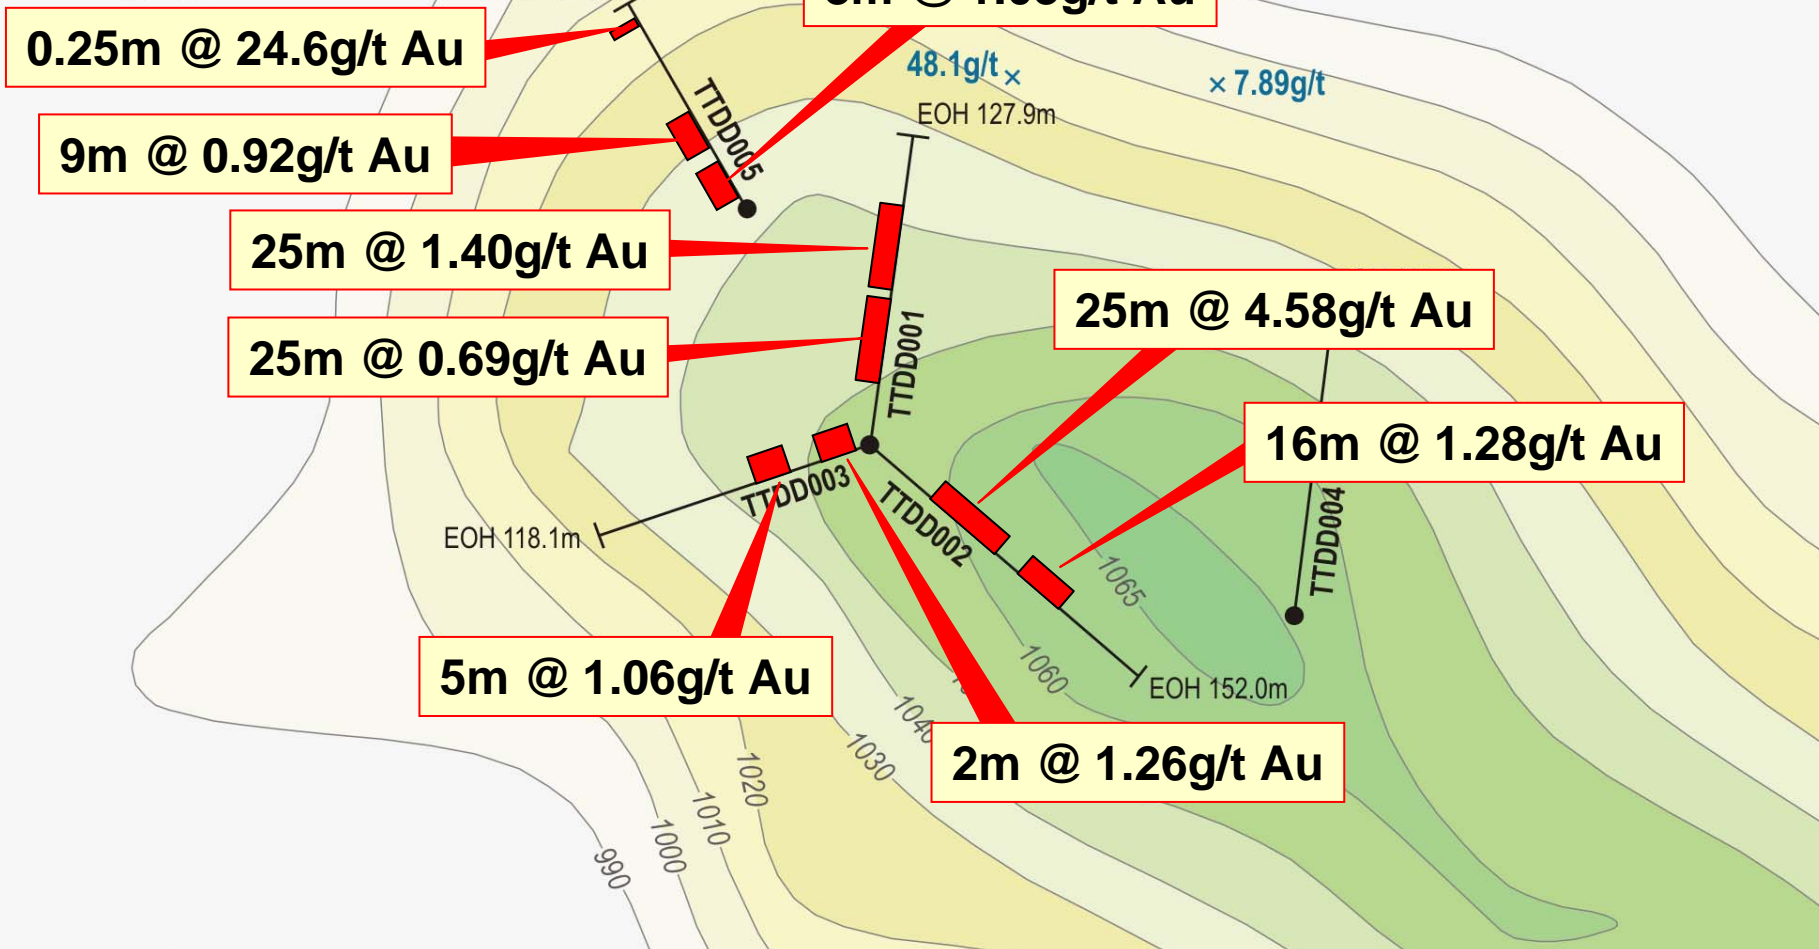 0.25m @ 24.6g/t Au
48.1g/t
7.89g/t
EOH 127.9m
TTDD005
9m @ 0.92g/t Au
25m @ 1.40g/t Au
25m @ 4.58g/t Au
25m @ 0.69g/t Au
TTDD001
16m @ 1.28g/t Au
TTDD003
TTDD002
TTDD004
EOH 118.1m
1065
5m @ 1.06g/t Au
1060
EOH 152.0m
1040
1030
2m @ 1.26g/t Au
1020
1010
1000
990